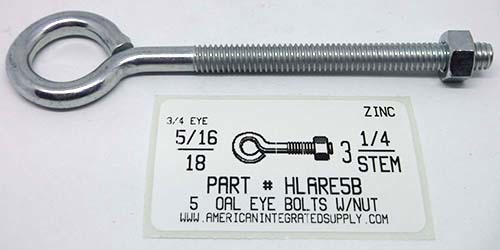 ZINC
3/4 EYE
5/16
18
3 1/4
STEM
PART # HLARE5B
5 OAL EYE BOLTS W/NUT
WWW.AMERICANINTEGRATEDSUPPLY.COM